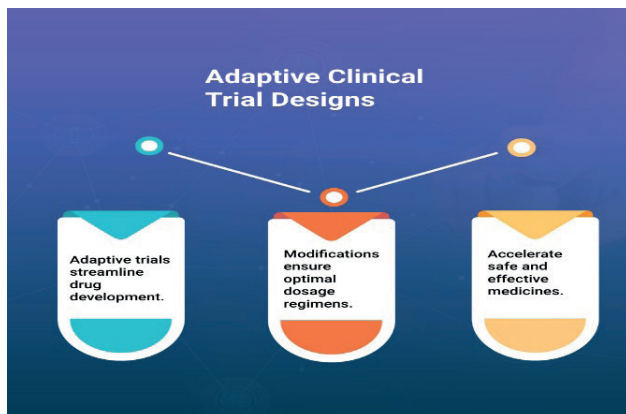 Adaptive Clinical
Trial Designs
Adaptive trials
streamline
drug
development.
Modifications
ensure
optimal
dosage
regimens.
Accelerate
safe and
effective
medicines.